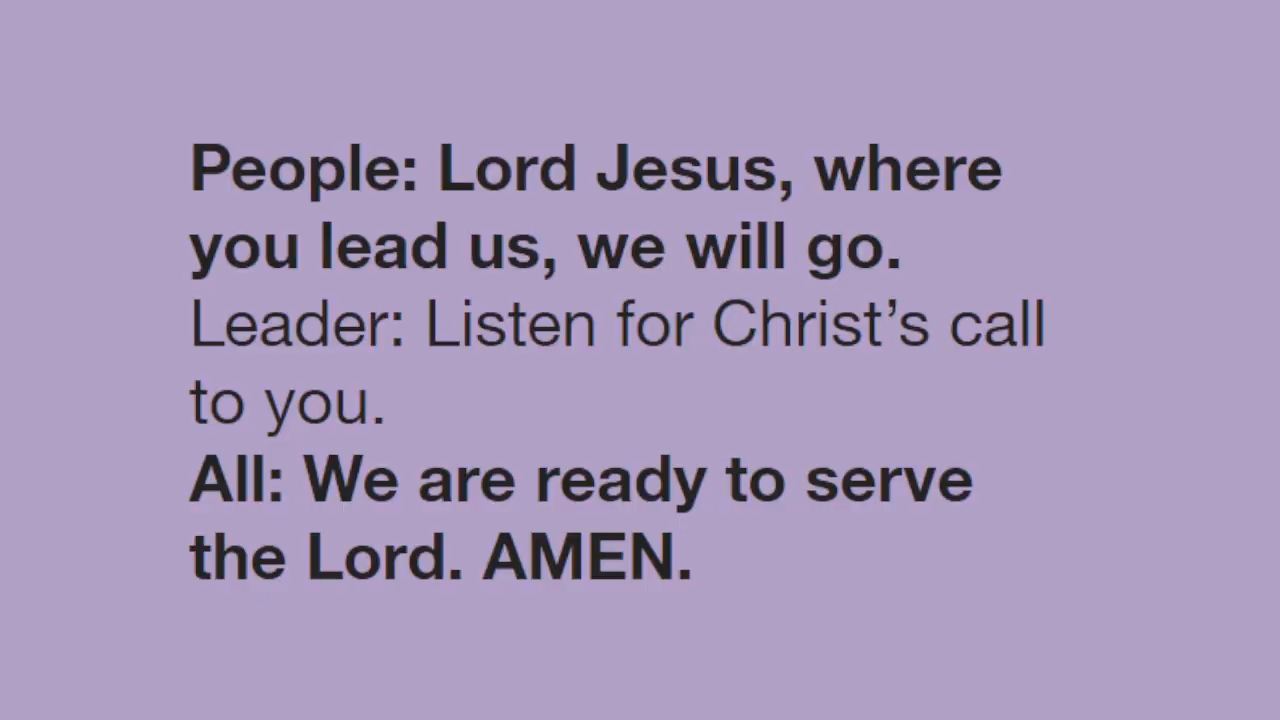 People: Lord Jesus, where
you lead us, we will go.
Leader: Listen for Christ’s call
to you.
All: We are ready to serve
the Lord. AMEN.